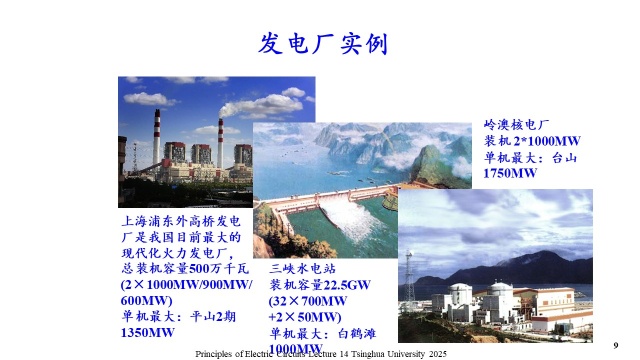 发电厂实例
岭澳核电厂
装机 2*1000MW
单机最大：台山
1750MW
上海浦东外高桥发电
厂是我国目前最大的
现代化火力发电厂，
总装机容量500万千瓦
(2×1000MW/900MW/
600MW)
单机最大：平山2期
1350MW
三峡水电站
装机容量22.5GW
(32×700MW
+2×50MW)
单机最大：白鹤滩
1000MW
Principles of Electric Circuits Lecture 14 Tsinghua University 2025
9